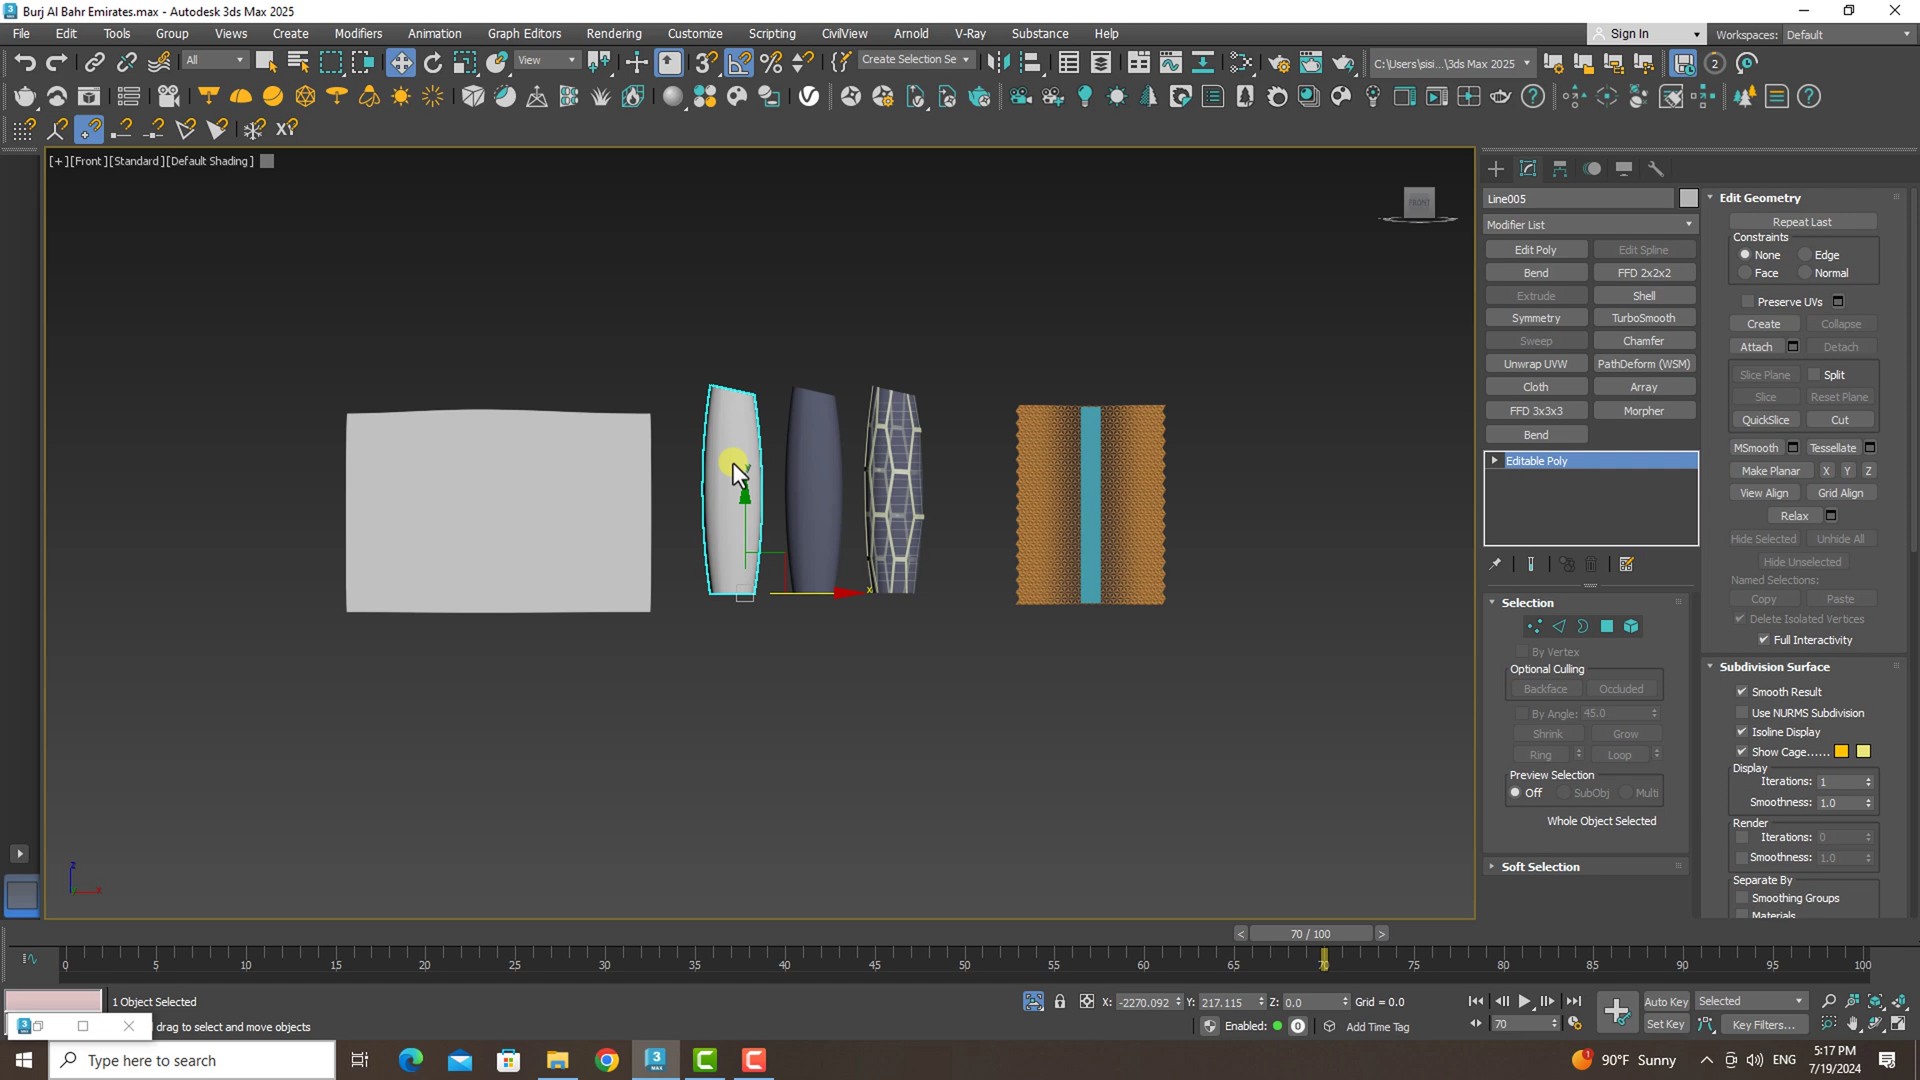 Burj Al Bahr Emirates.max - Autodesk 3ds Max 2025
File Edit Tools Group Views Create Modifiers Animation Graph Editors Rendering Customize Scripting CivilView Arnold V-Ray Substance Help
Sign In Workspaces: Default
All View Create Selection Se C:\Users\sisi...\3ds Max 2025 2
[+][Front][Standard][Default Shading]
FRONT
Line005
Modifier List
Edit Poly Edit Spline
Bend FFD 2x2x2
Extrude Shell
Symmetry TurboSmooth
Sweep Chamfer
Unwrap UVW PathDeform (WSM)
Cloth Array
FFD 3x3x3 Morpher
Bend
Editable Poly
Selection
By Vertex
Optional Culling
Backface Occluded
By Angle: 45.0
Shrink Grow
Ring Loop
Preview Selection
Off SubObj Multi
Whole Object Selected
Soft Selection
Edit Geometry
Repeat Last
Constraints
None Edge
Face Normal
Preserve UVs
Create Collapse
Attach Detach
Slice Plane Split
Slice Reset Plane
QuickSlice Cut
MSmooth Tessellate
Make Planar X Y Z
View Align Grid Align
Relax
Hide Selected Unhide All
Hide Unselected
Named Selections:
Copy Paste
Delete Isolated Vertices
Full Interactivity
Subdivision Surface
Smooth Result
Use NURMS Subdivision
Isoline Display
Show Cage......
Display
Iterations: 1
Smoothness: 1.0
Render
Iterations: 0
Smoothness: 1.0
Separate By
Smoothing Groups
Materials
y
x
z
x
< 70 / 100 >
0 5 10 15 20 25 30 35 40 45 50 55 60 65 70 75 80 85 90 95 100
1 Object Selected
X: -2270.092 Y: 217.115 Z: 0.0 Grid = 0.0
Auto Key Selected
drag to select and move objects
Enabled: 0 Add Time Tag
70 Set Key Key Filters...
Type here to search
90°F Sunny ENG 5:17 PM
7/19/2024